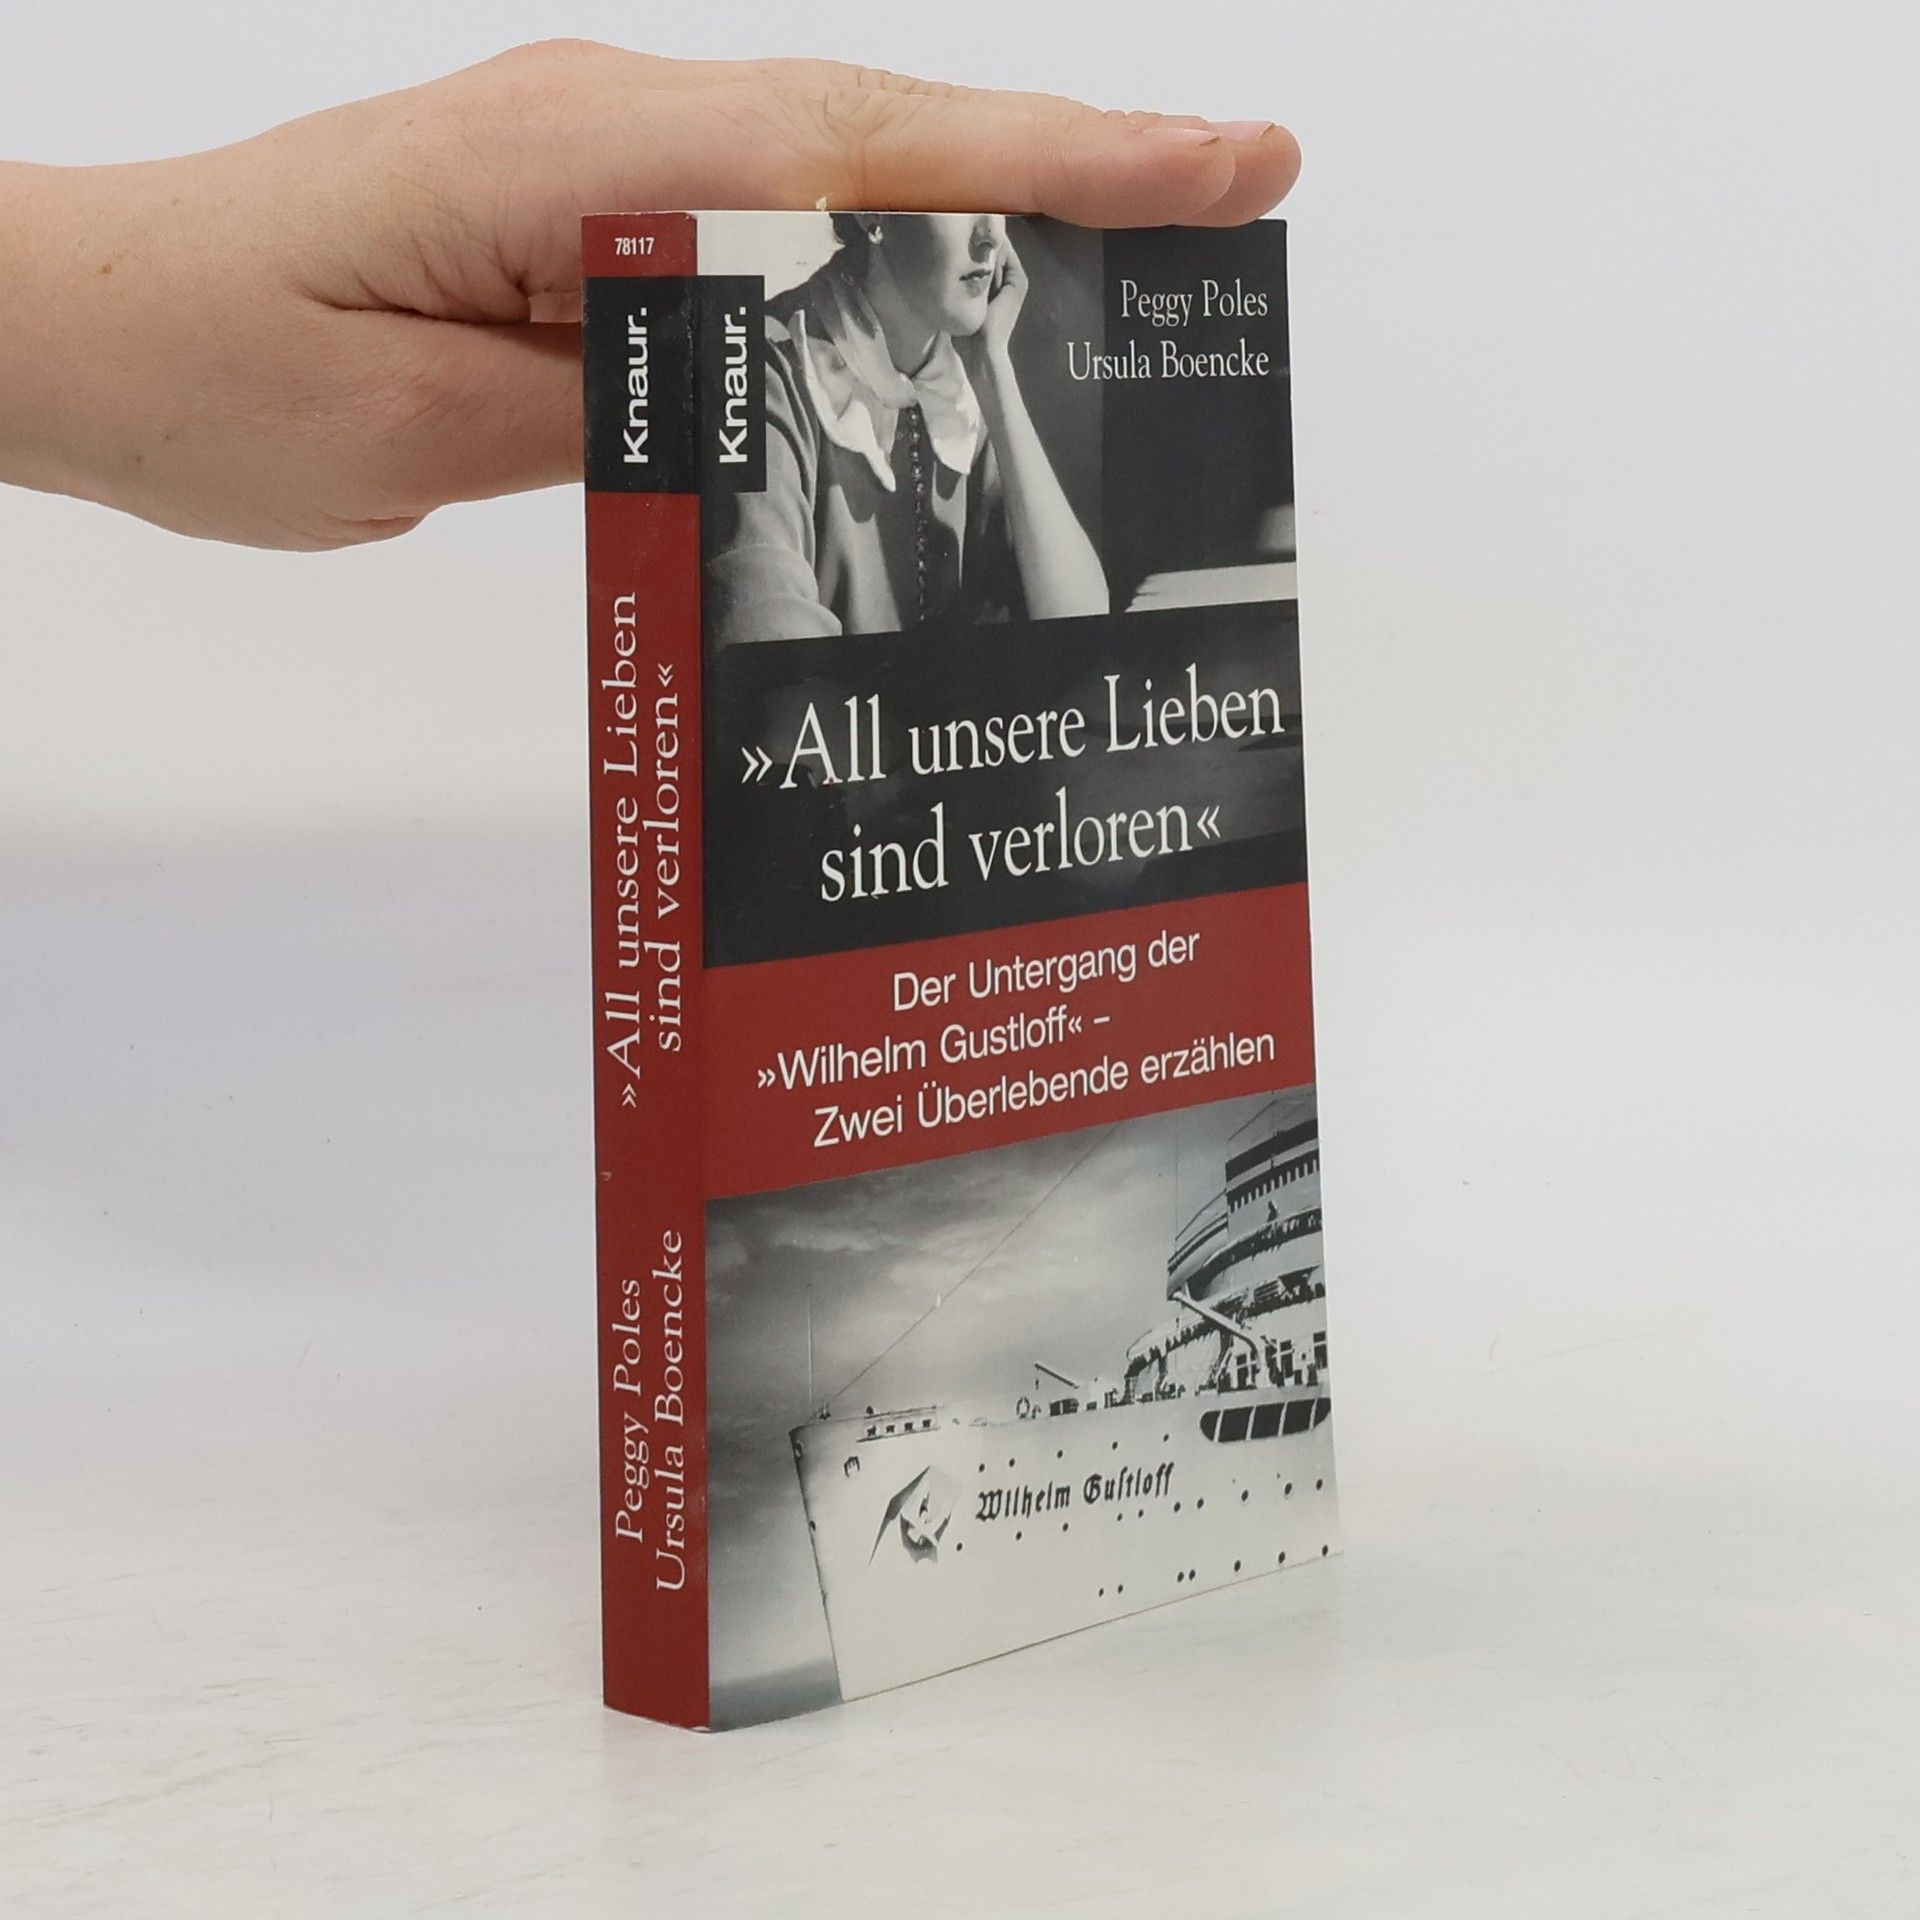 78117
Knaur.
»All unsere Lieben
sind verloren«
Peggy Poles
Ursula Boencke
Knaur.
Peggy Poles
Ursula Boencke
»All unsere Lieben
sind verloren«
Der Untergang der
»Wilhelm Gustloff« –
Zwei Überlebende erzählen
Wilhelm Guſtloff